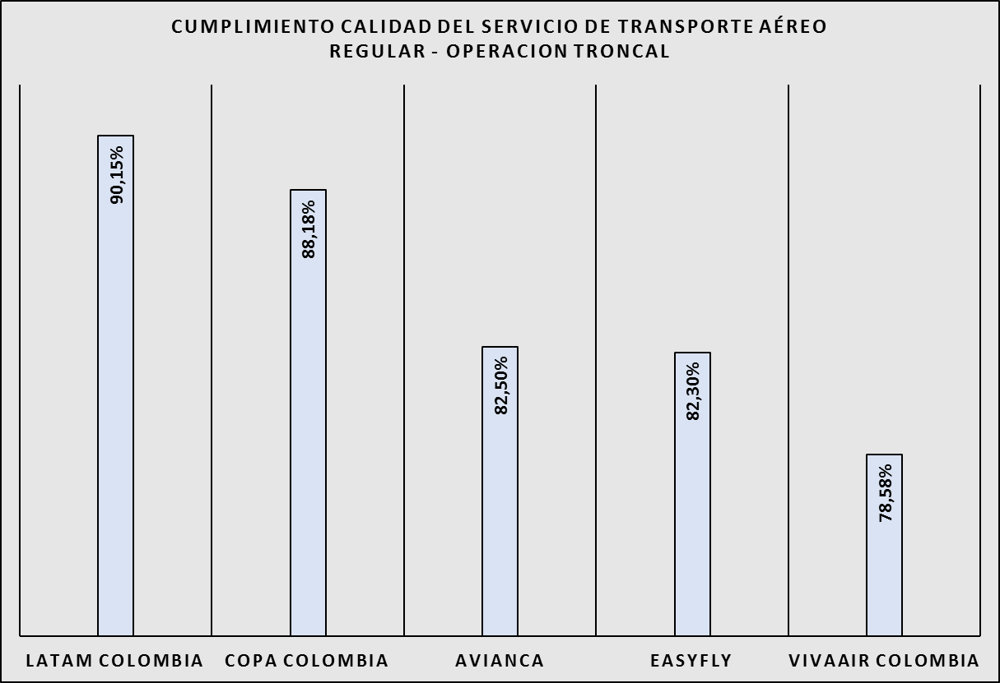 CUMPLIMIENTO CALIDAD DEL SERVICIO DE TRANSPORTE AÉREO
REGULAR - OPERACION TRONCAL
90,15%
88,18%
82,50%
82,30%
78,58%
LATAM COLOMBIA
COPA COLOMBIA
AVIANCA
EASYFLY
VIVAAIR COLOMBIA